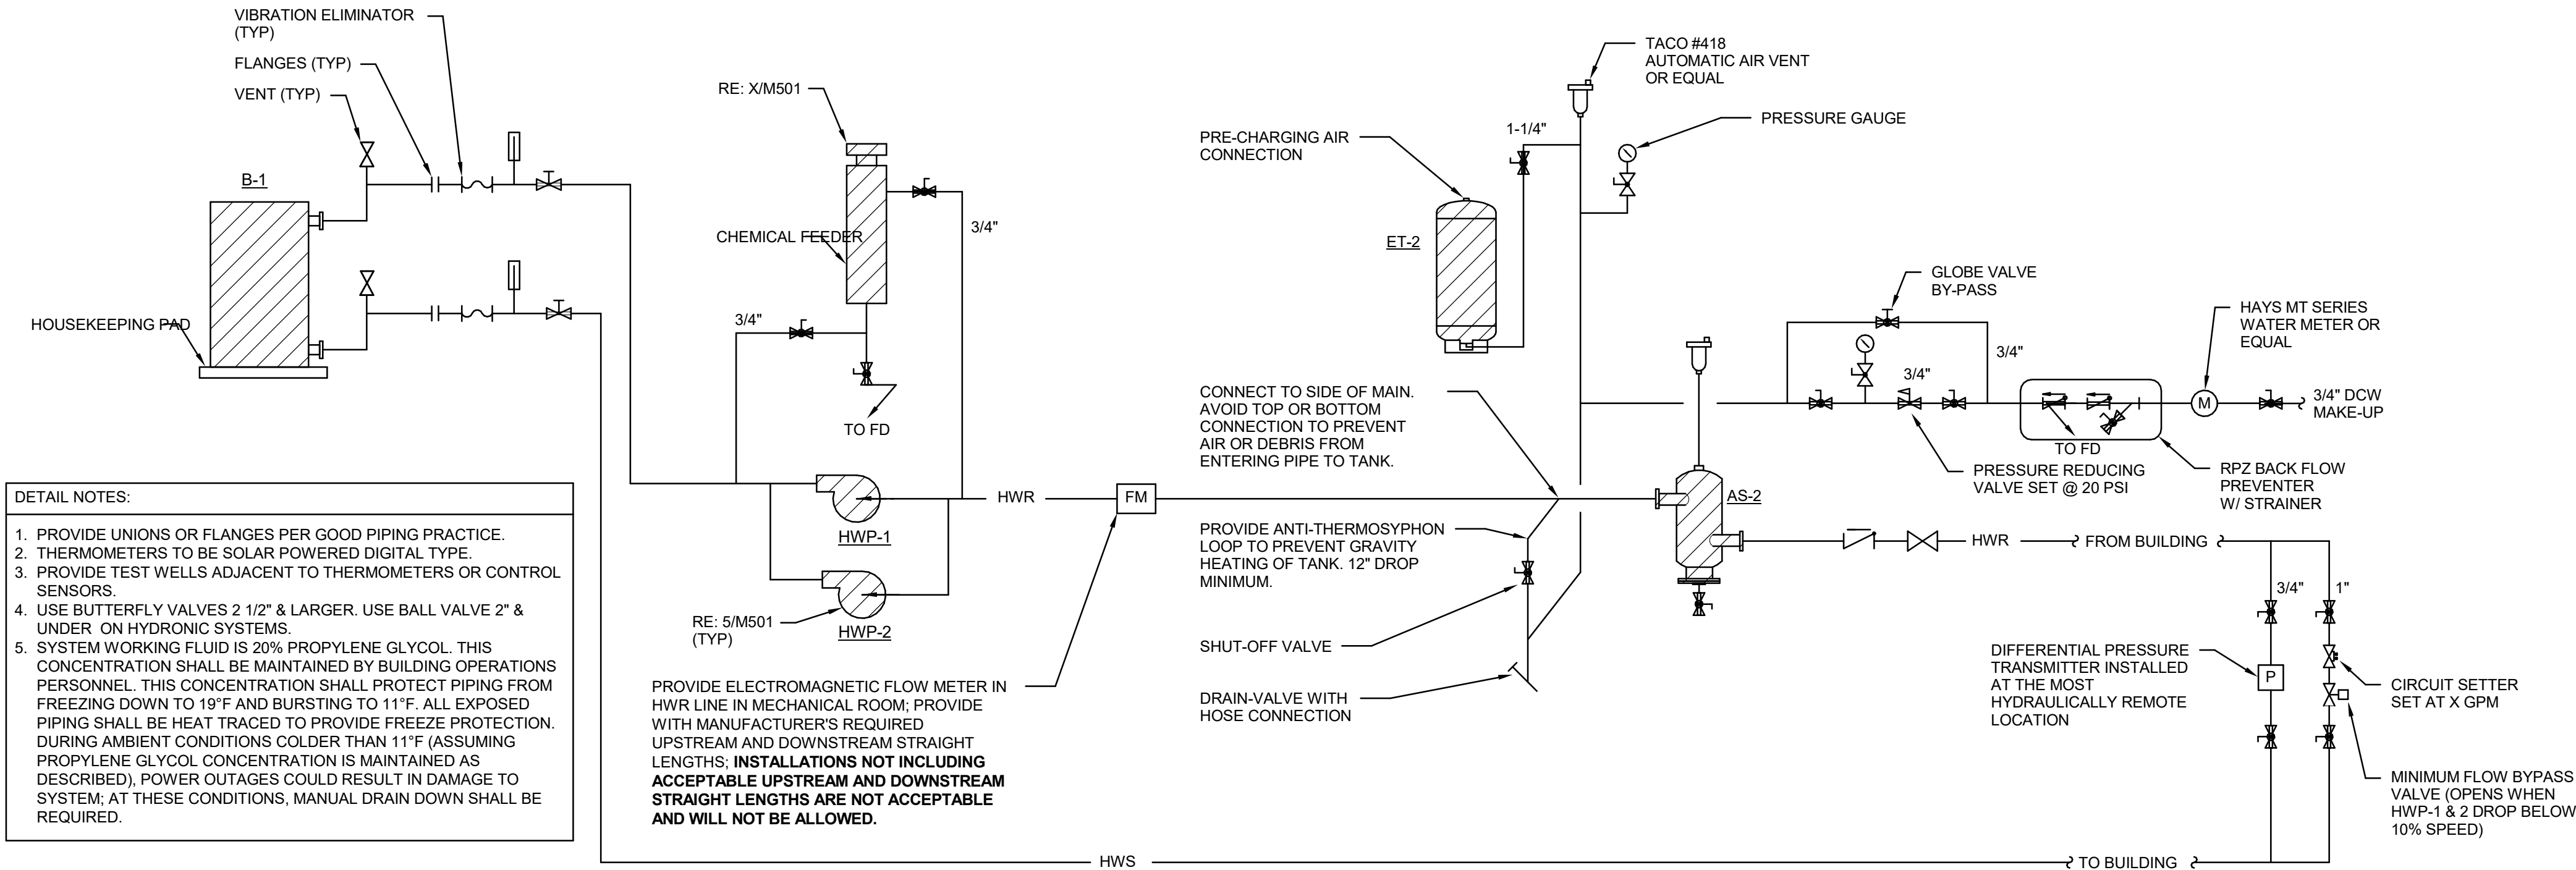 VIBRATION ELIMINATOR
(TYP)
FLANGES (TYP)
VENT (TYP)
B-1
HOUSEKEEPING PAD
RE: X/M501
CHEMICAL FEEDER
3/4"
3/4"
TO FD
HWP-1
HWP-2
RE: 5/M501
(TYP)
HWR
FM
PROVIDE ELECTROMAGNETIC FLOW METER IN
HWR LINE IN MECHANICAL ROOM; PROVIDE
WITH MANUFACTURER'S REQUIRED
UPSTREAM AND DOWNSTREAM STRAIGHT
LENGTHS; INSTALLATIONS NOT INCLUDING
ACCEPTABLE UPSTREAM AND DOWNSTREAM
STRAIGHT LENGTHS ARE NOT ACCEPTABLE
AND WILL NOT BE ALLOWED.
DETAIL NOTES:
1. PROVIDE UNIONS OR FLANGES PER GOOD PIPING PRACTICE.
2. THERMOMETERS TO BE SOLAR POWERED DIGITAL TYPE.
3. PROVIDE TEST WELLS ADJACENT TO THERMOMETERS OR CONTROL
SENSORS.
4. USE BUTTERFLY VALVES 2 1/2" & LARGER. USE BALL VALVE 2" &
UNDER ON HYDRONIC SYSTEMS.
5. SYSTEM WORKING FLUID IS 20% PROPYLENE GLYCOL. THIS
CONCENTRATION SHALL BE MAINTAINED BY BUILDING OPERATIONS
PERSONNEL. THIS CONCENTRATION SHALL PROTECT PIPING FROM
FREEZING DOWN TO 19°F AND BURSTING TO 11°F. ALL EXPOSED
PIPING SHALL BE HEAT TRACED TO PROVIDE FREEZE PROTECTION.
DURING AMBIENT CONDITIONS COLDER THAN 11°F (ASSUMING
PROPYLENE GLYCOL CONCENTRATION IS MAINTAINED AS
DESCRIBED), POWER OUTAGES COULD RESULT IN DAMAGE TO
SYSTEM; AT THESE CONDITIONS, MANUAL DRAIN DOWN SHALL BE
REQUIRED.
TACO #418
AUTOMATIC AIR VENT
OR EQUAL
1-1/4"
PRESSURE GAUGE
PRE-CHARGING AIR
CONNECTION
ET-2
CONNECT TO SIDE OF MAIN.
AVOID TOP OR BOTTOM
CONNECTION TO PREVENT
AIR OR DEBRIS FROM
ENTERING PIPE TO TANK.
PROVIDE ANTI-THERMOSYPHON
LOOP TO PREVENT GRAVITY
HEATING OF TANK. 12" DROP
MINIMUM.
SHUT-OFF VALVE
DRAIN-VALVE WITH
HOSE CONNECTION
AS-2
GLOBE VALVE
BY-PASS
3/4"
3/4"
HAYS MT SERIES
WATER METER OR
EQUAL
M
3/4" DCW
MAKE-UP
TO FD
PRESSURE REDUCING
VALVE SET @ 20 PSI
RPZ BACK FLOW
PREVENTER
W/ STRAINER
HWR
FROM BUILDING
3/4"
1"
DIFFERENTIAL PRESSURE
TRANSMITTER INSTALLED
AT THE MOST
HYDRAULICALLY REMOTE
LOCATION
P
CIRCUIT SETTER
SET AT X GPM
MINIMUM FLOW BYPASS
VALVE (OPENS WHEN
HWP-1 & 2 DROP BELOW
10% SPEED)
HWS
TO BUILDING